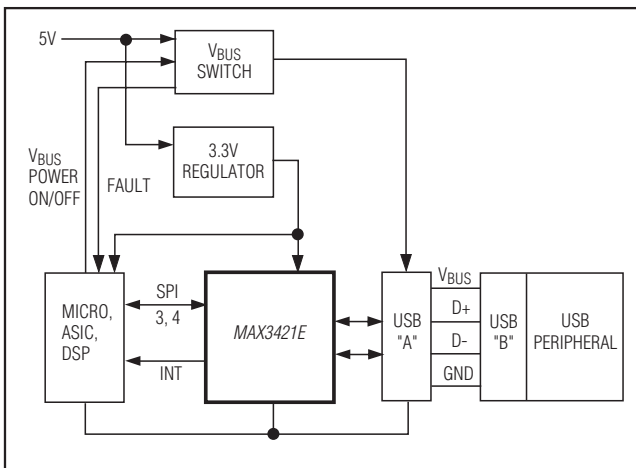 5V
VBUS
SWITCH
3.3V
REGULATOR
VBUS
POWER
ON/OFF
FAULT
MICRO,
ASIC,
DSP
SPI
3, 4
INT
MAX3421E
USB
"A"
VBUS
D+
D-
GND
USB
"B"
USB
PERIPHERAL